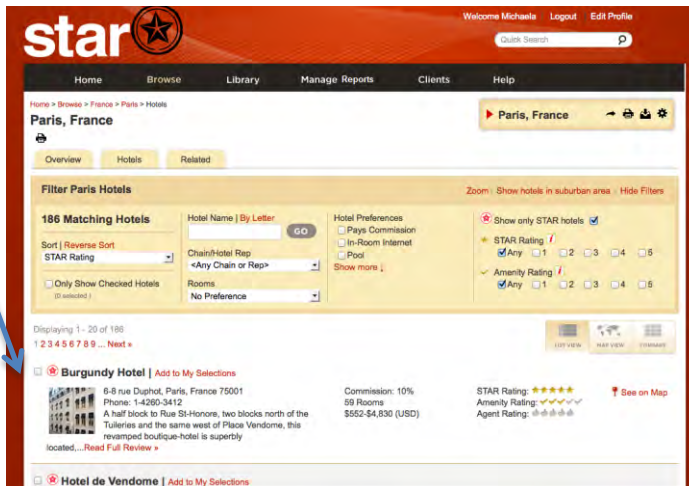 Welcome Michaela Logout Edit Profile
star
Quick Search
Home Browse Library Manage Reports Clients Help
Home > Browse > France > Paris > Hotels
Paris, France
Paris, France
Overview Hotels Related
Filter Paris Hotels
Zoom Show hotels in suburban area Hide Filters
186 Matching Hotels
Sort | Reverse Sort
STAR Rating
Only Show Checked Hotels
(0 selected )
Hotel Name | By Letter
GO
Chain/Hotel Rep
<Any Chain or Rep>
Rooms
No Preference
Hotel Preferences
Pays Commission
In-Room Internet
Pool
Show more
Show only STAR hotels
STAR Rating i
Any 1 2 3 4 5
Amenity Rating i
Any 1 2 3 4 5
Displaying 1 - 20 of 186
1 2 3 4 5 6 7 8 9 ... Next »
LIST VIEW MAP VIEW COMPARE
Burgundy Hotel | Add to My Selections
6-8 rue Duphot, Paris, France 75001
Phone: 1-4260-3412
A half block to Rue St-Honore, two blocks north of the
Tuileries and the same west of Place Vendome, this
revamped boutique-hotel is superbly
located,...Read Full Review »
Commission: 10%
59 Rooms
$552-$4,830 (USD)
STAR Rating:
Amenity Rating:
Agent Rating:
See on Map
Hotel de Vendome | Add to My Selections